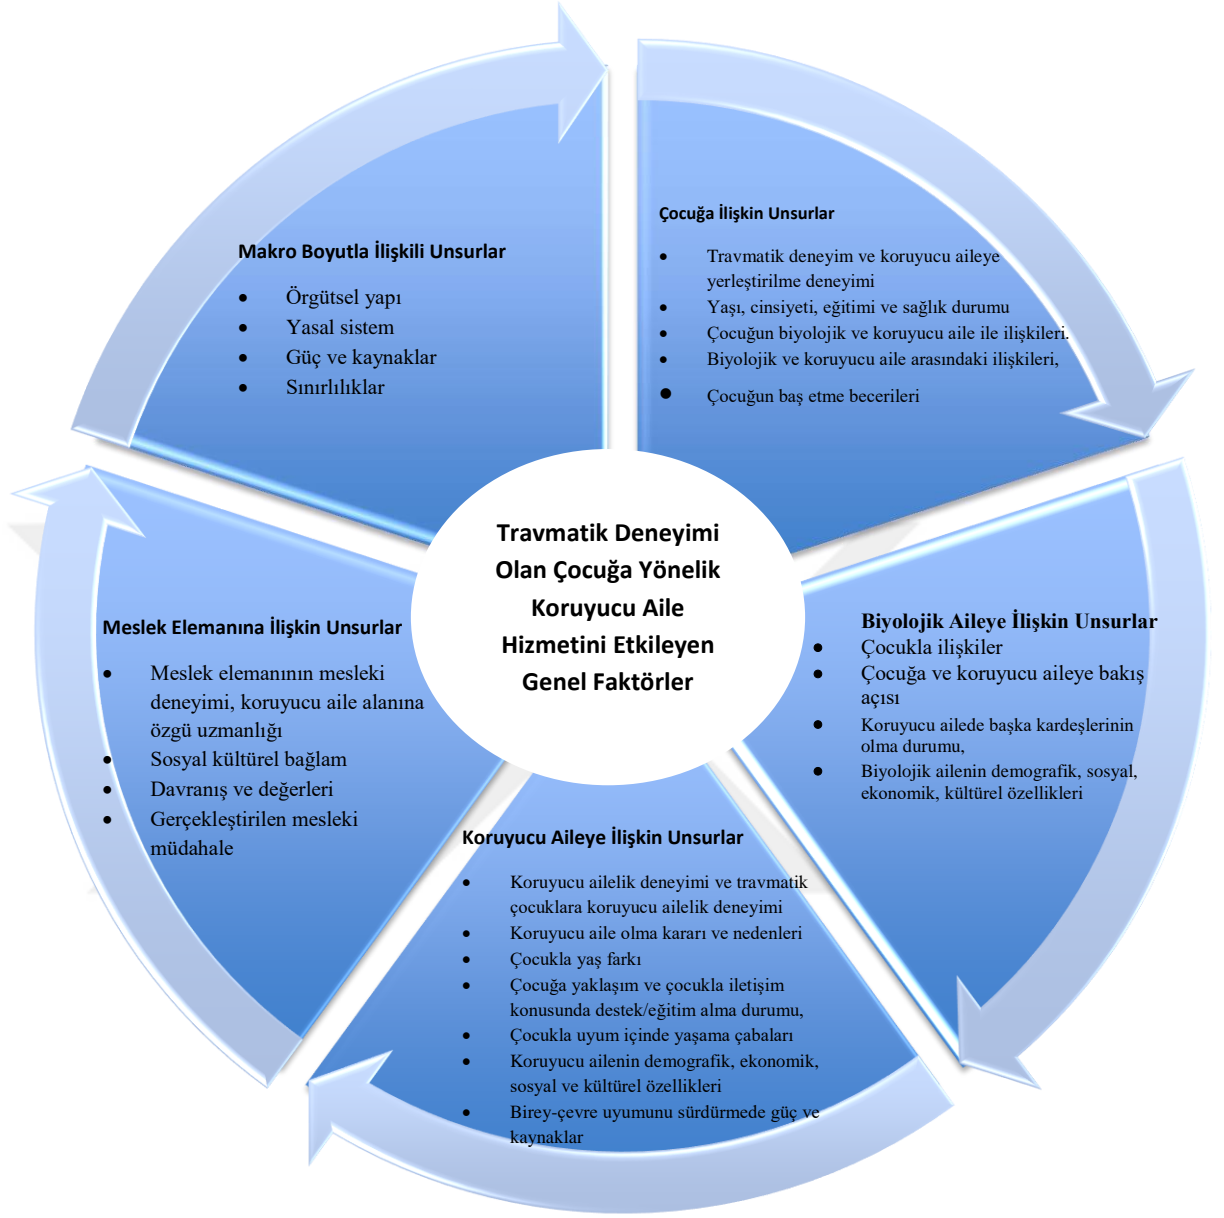 Çocuğa İlişkin Unsurlar
• Travmatik deneyim ve koruyucu aileye
yerleştirilme deneyimi
• Yaşı, cinsiyeti, eğitimi ve sağlık durumu
• Çocuğun biyolojik ve koruyucu aile ile ilişkileri.
• Biyolojik ve koruyucu aile arasındaki ilişkileri,
• Çocuğun baş etme becerileri
Biyolojik Aileye İlişkin Unsurlar
• Çocukla ilişkiler
• Çocuğa ve koruyucu aileye bakış
açısı
• Koruyucu ailede başka kardeşlerinin
olma durumu,
• Biyolojik ailenin demografik, sosyal,
ekonomik, kültürel özellikleri
Koruyucu Aileye İlişkin Unsurlar
• Koruyucu ailelik deneyimi ve travmatik
çocuklara koruyucu ailelik deneyimi
• Koruyucu aile olma kararı ve nedenleri
• Çocukla yaş farkı
• Çocuğa yaklaşım ve çocukla iletişim
konusunda destek/eğitim alma durumu,
• Çocukla uyum içinde yaşama çabaları
• Koruyucu ailenin demografik, ekonomik,
sosyal ve kültürel özellikleri
• Birey-çevre uyumunu sürdürmede güç ve
kaynaklar
Meslek Elemanına İlişkin Unsurlar
• Meslek elemanının mesleki
deneyimi, koruyucu aile alanına
özgü uzmanlığı
• Sosyal kültürel bağlam
• Davranış ve değerleri
• Gerçekleştirilen mesleki
müdahale
Makro Boyutla İlişkili Unsurlar
• Örgütsel yapı
• Yasal sistem
• Güç ve kaynaklar
• Sınırlılıklar
Travmatik Deneyimi
Olan Çocuğa Yönelik
Koruyucu Aile
Hizmetini Etkileyen
Genel Faktörler